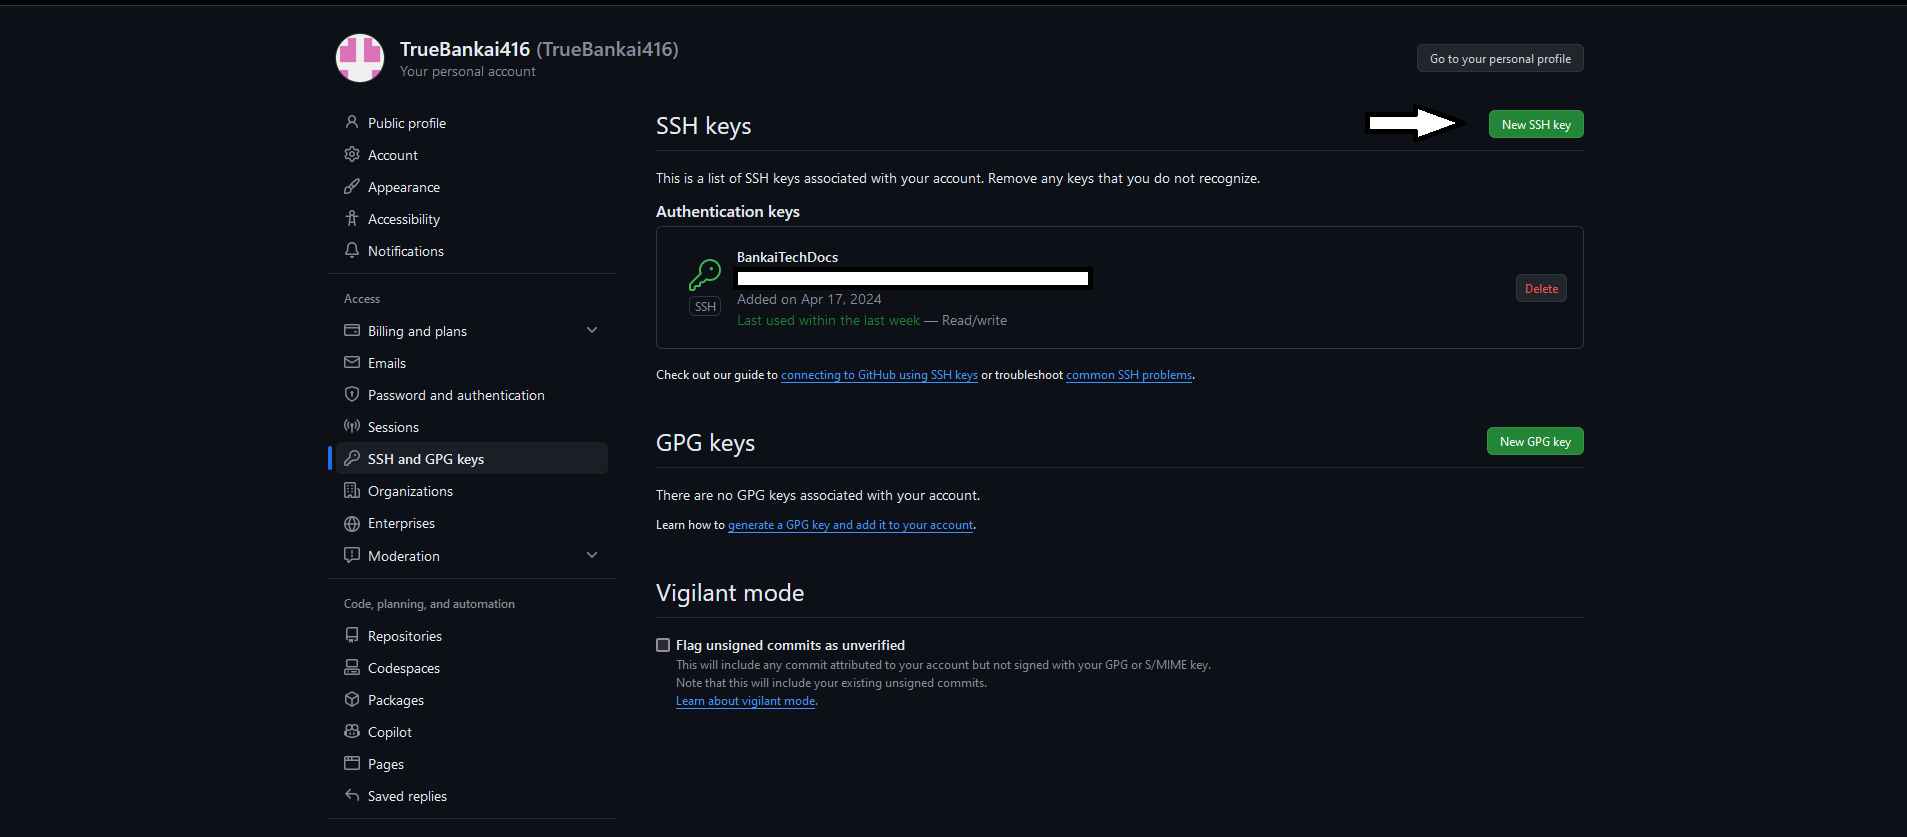 TrueBankai416 (TrueBankai416)
Your personal account
Go to your personal profile
Public profile
Account
Appearance
Accessibility
Notifications
Access
Billing and plans
Emails
Password and authentication
Sessions
SSH and GPG keys
Organizations
Enterprises
Moderation
Code, planning, and automation
Repositories
Codespaces
Packages
Copilot
Pages
Saved replies
SSH keys
New SSH key
This is a list of SSH keys associated with your account. Remove any keys that you do not recognize.
Authentication keys
BankaiTechDocs
SSH
Added on Apr 17, 2024
Last used within the last week — Read/write
Delete
Check out our guide to connecting to GitHub using SSH keys or troubleshoot common SSH problems.
GPG keys
New GPG key
There are no GPG keys associated with your account.
Learn how to generate a GPG key and add it to your account.
Vigilant mode
Flag unsigned commits as unverified
This will include any commit attributed to your account but not signed with your GPG or S/MIME key.
Note that this will include your existing unsigned commits.
Learn about vigilant mode.